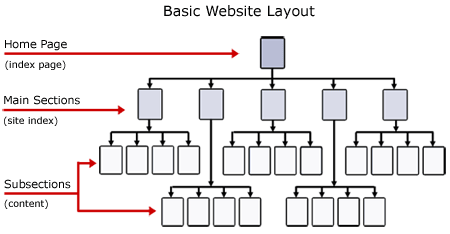 Basic Website Layout
Home Page
(index page)
Main Sections
(site index)
Subsections
(content)